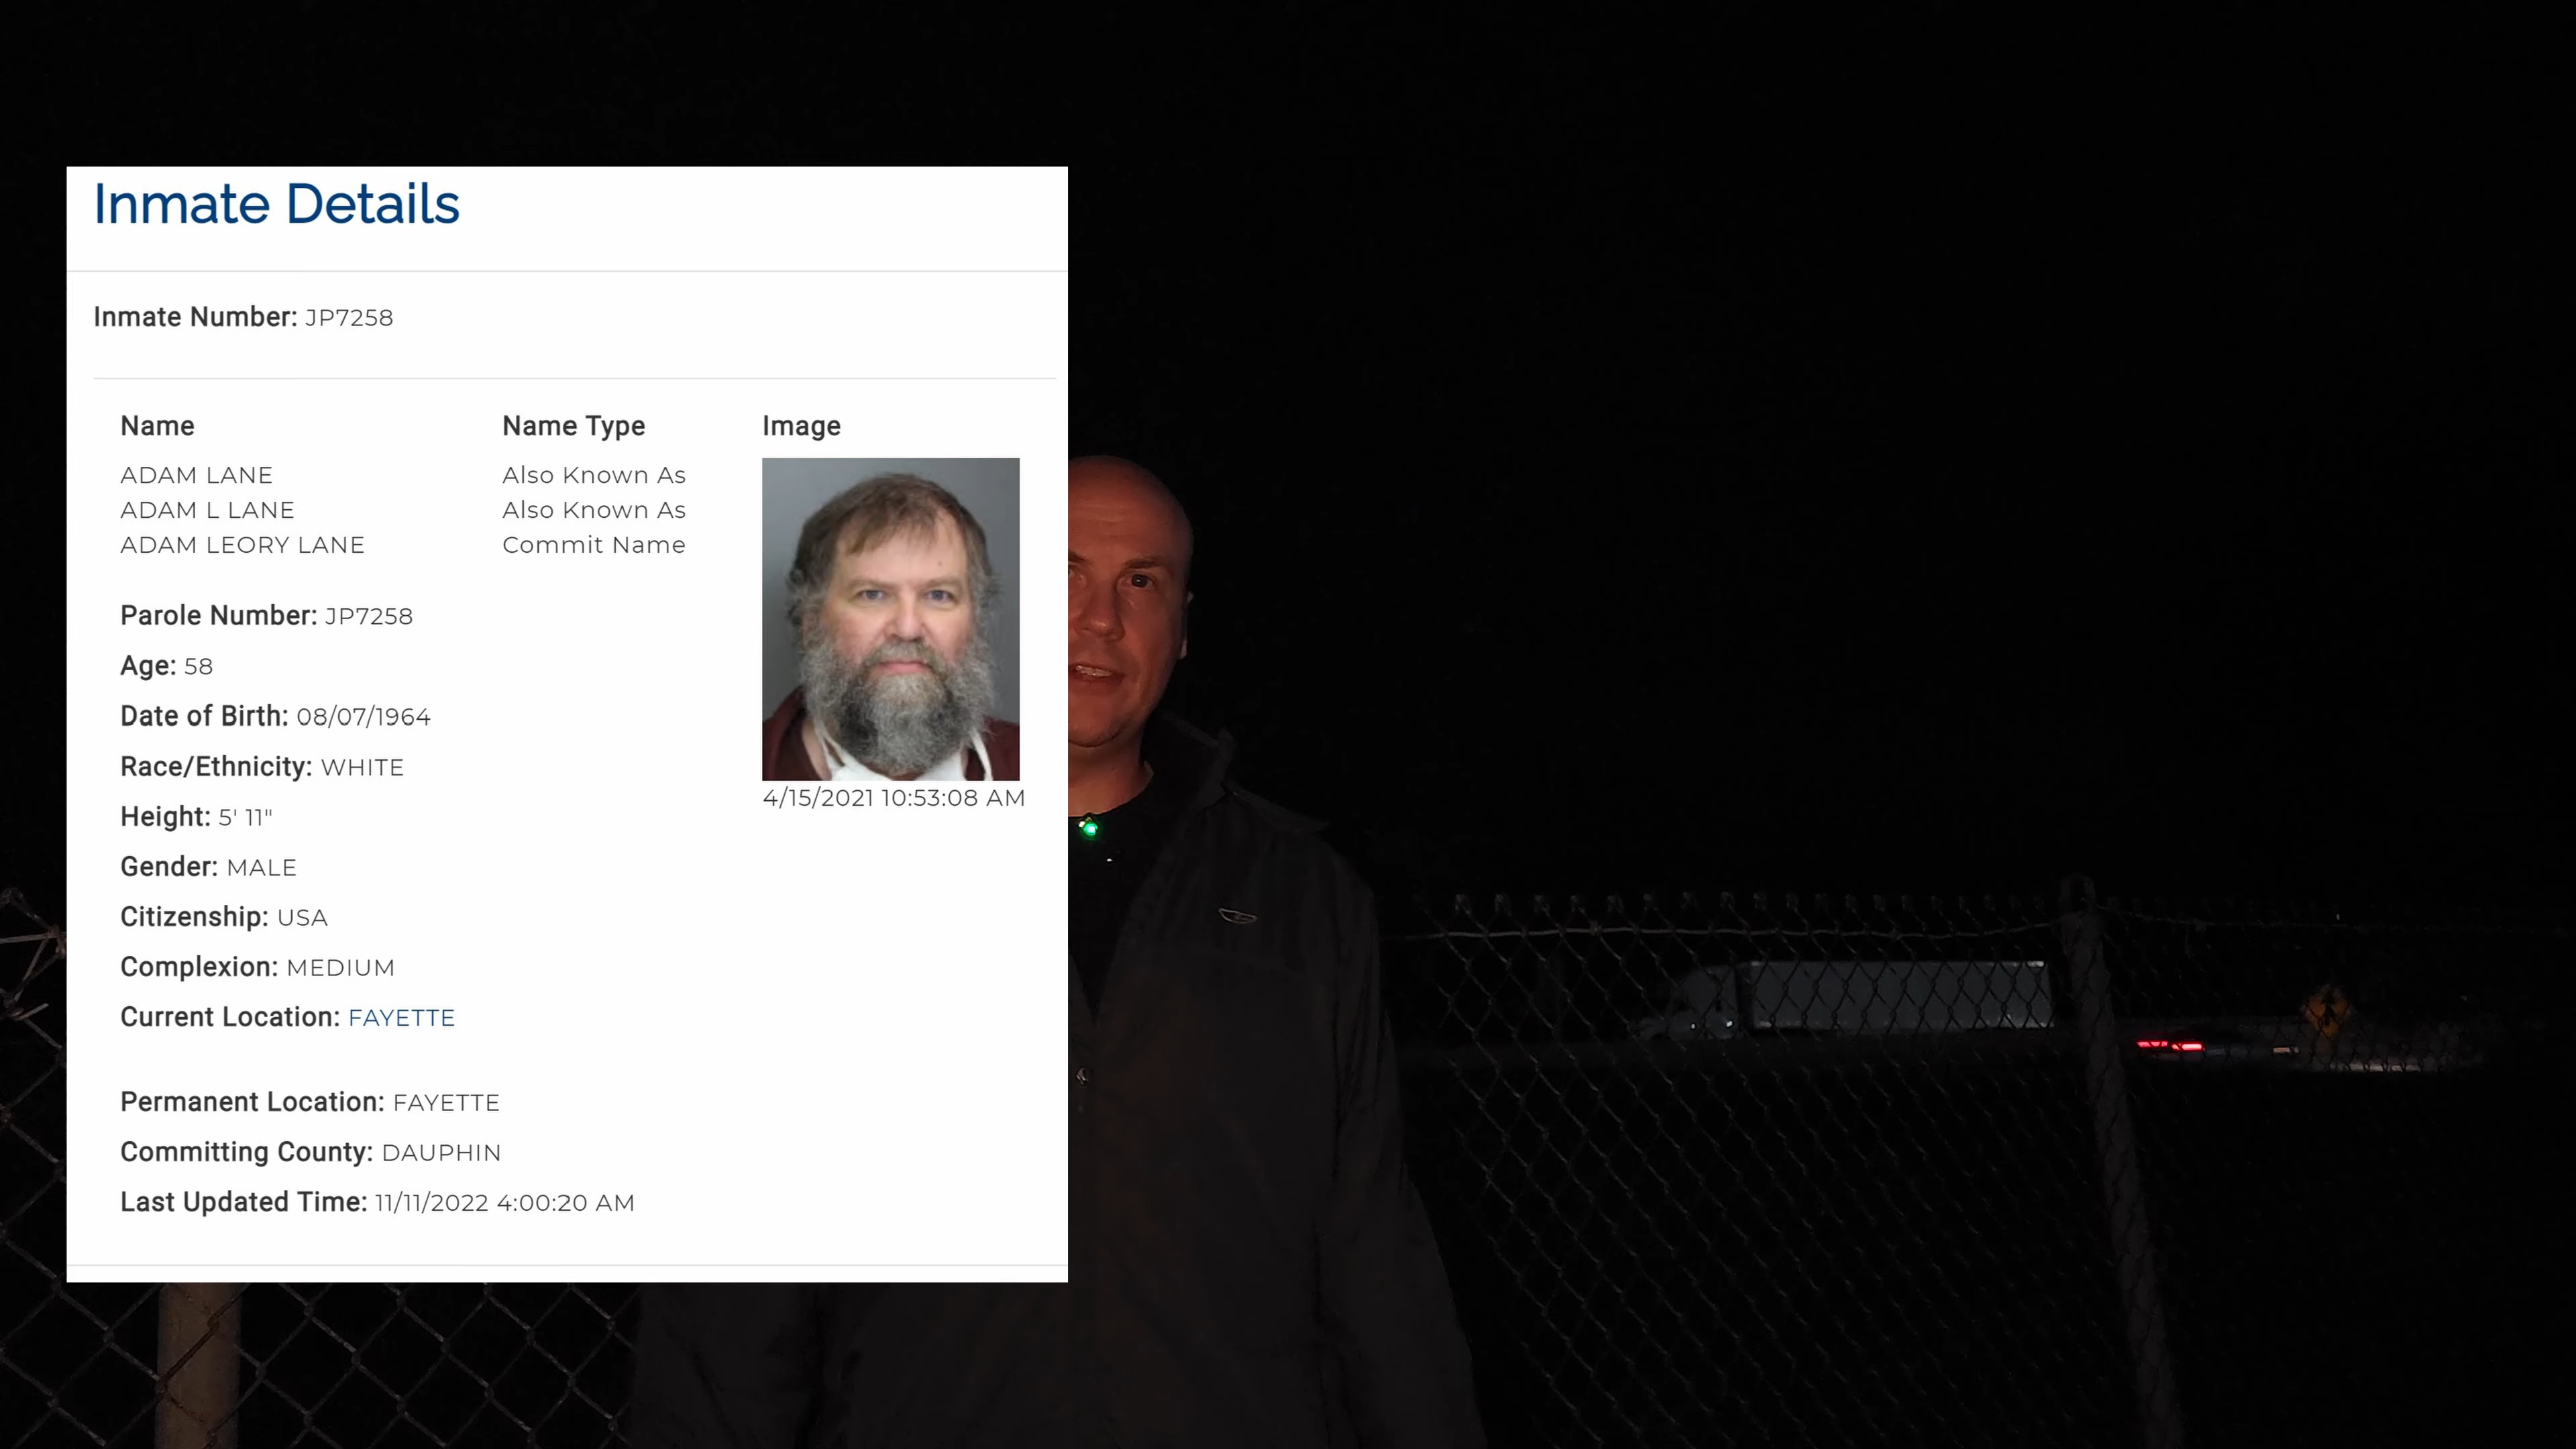 Inmate Details
Inmate Number: JP7258
Name Name Type Image
ADAM LANE Also Known As
ADAM L LANE Also Known As
ADAM LEORY LANE Commit Name
Parole Number: JP7258
Age: 58
Date of Birth: 08/07/1964
Race/Ethnicity: WHITE
4/15/2021 10:53:08 AM
Height: 5' 11"
Gender: MALE
Citizenship: USA
Complexion: MEDIUM
Current Location: FAYETTE
Permanent Location: FAYETTE
Committing County: DAUPHIN
Last Updated Time: 11/11/2022 4:00:20 AM